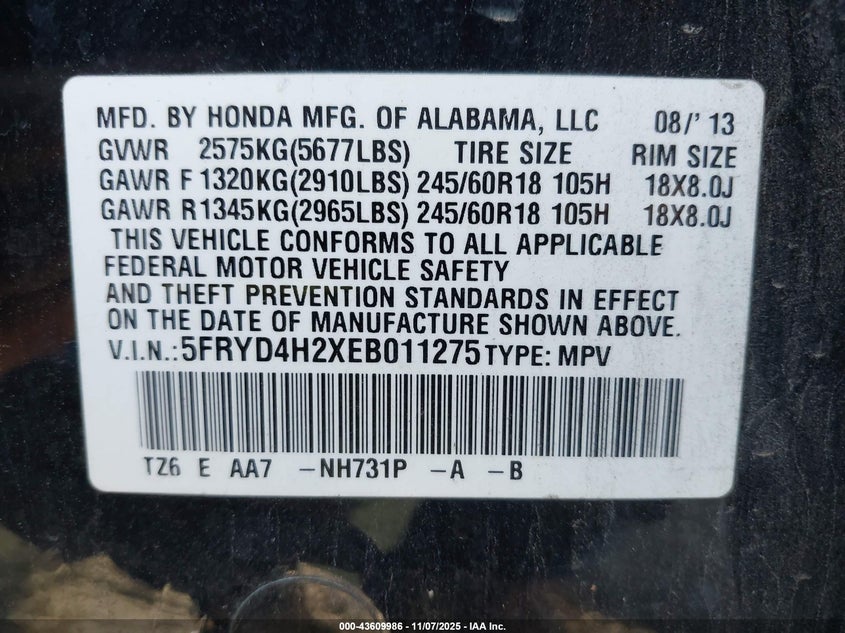 MFD. BY HONDA MFG. OF ALABAMA, LLC 08/' 13
GVWR 2575KG(5677LBS) TIRE SIZE RIM SIZE
GAWR F 1320KG(2910LBS) 245/60R18 105H 18X8.0J
GAWR R1345KG(2965LBS) 245/60R18 105H 18X8.0J
THIS VEHICLE CONFORMS TO ALL APPLICABLE
FEDERAL MOTOR VEHICLE SAFETY
AND THEFT PREVENTION STANDARDS IN EFFECT
ON THE DATE OF MANUFACTURE SHOWN ABOVE.
V.I.N.:5FRYD4H2XEB011275 TYPE: MPV
TZ6 E AA7 -NH731P -A -B
000-43609986 - 11/07/2025 - IAA Inc.